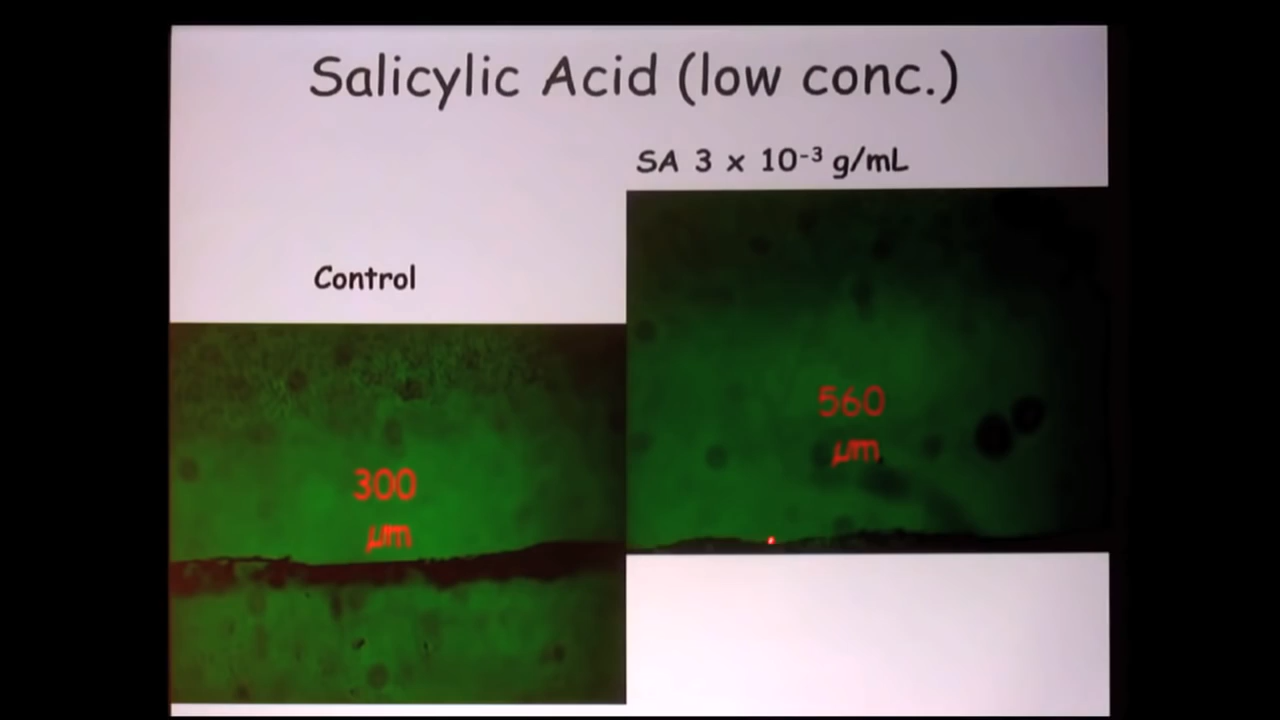 Salicylic Acid (low conc.)
SA 3 x 10⁻³ g/mL
Control
560
µm
300
µm